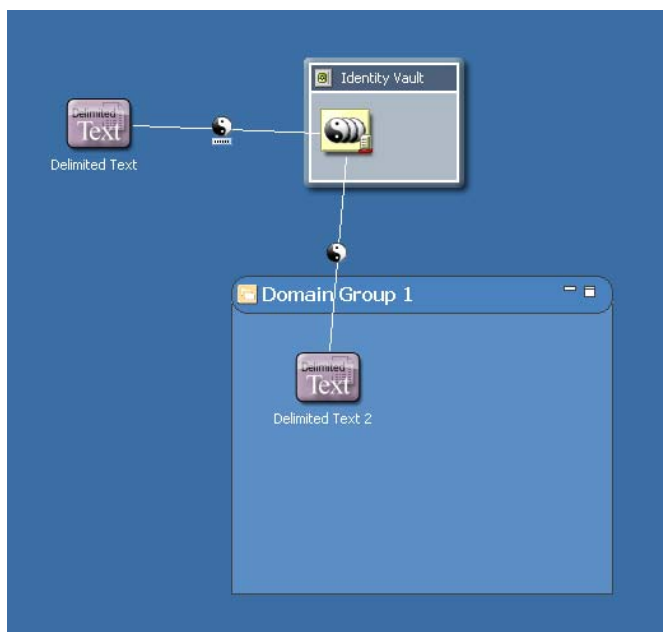 Identity Vault
Delimited
Text
Delimited Text
Domain Group 1
Delimited
Text
Delimited Text 2